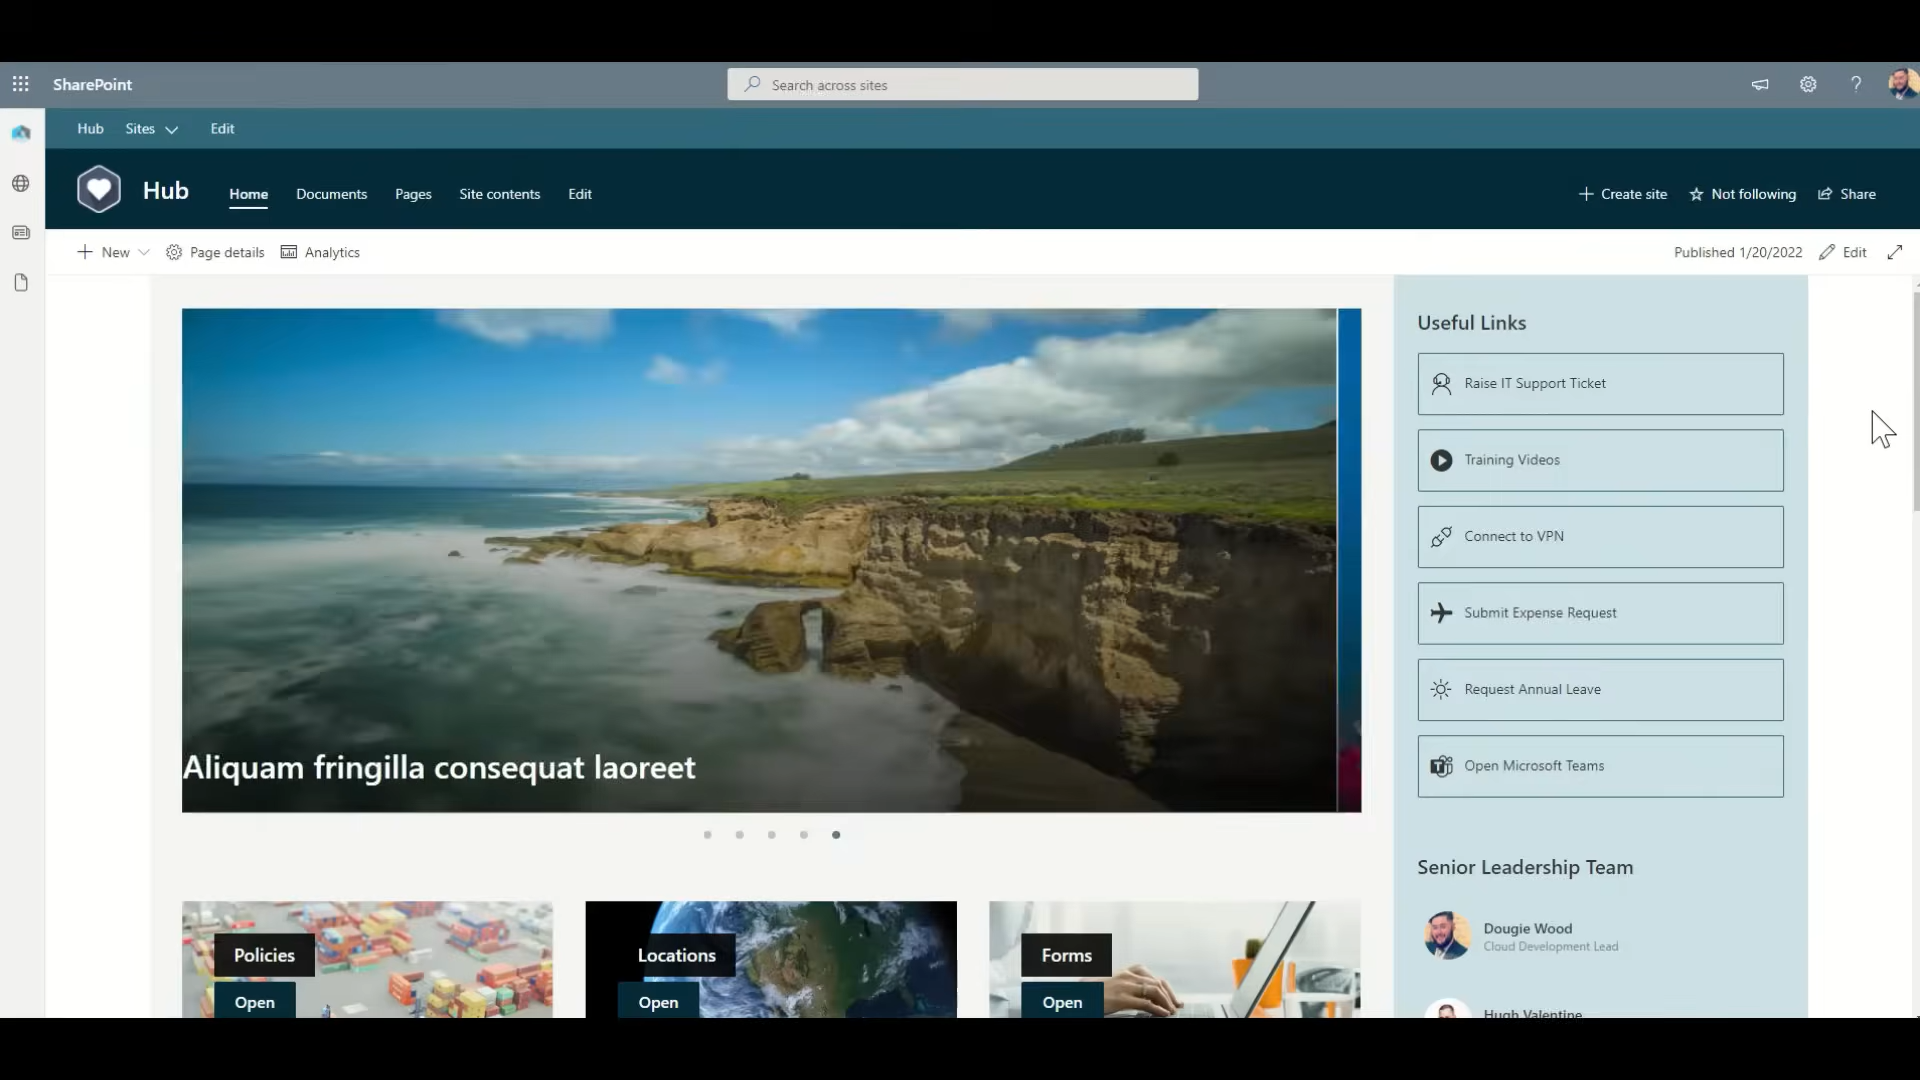 SharePoint
Search across sites
Hub Sites Edit
Hub Home Documents Pages Site contents Edit
Create site Not following Share
New Page details Analytics
Published 1/20/2022 Edit
Aliquam fringilla consequat laoreet
Policies
Open
Locations
Open
Forms
Open
Useful Links
Raise IT Support Ticket
Training Videos
Connect to VPN
Submit Expense Request
Request Annual Leave
Open Microsoft Teams
Senior Leadership Team
Dougie Wood
Cloud Development Lead
Hugh Valentine